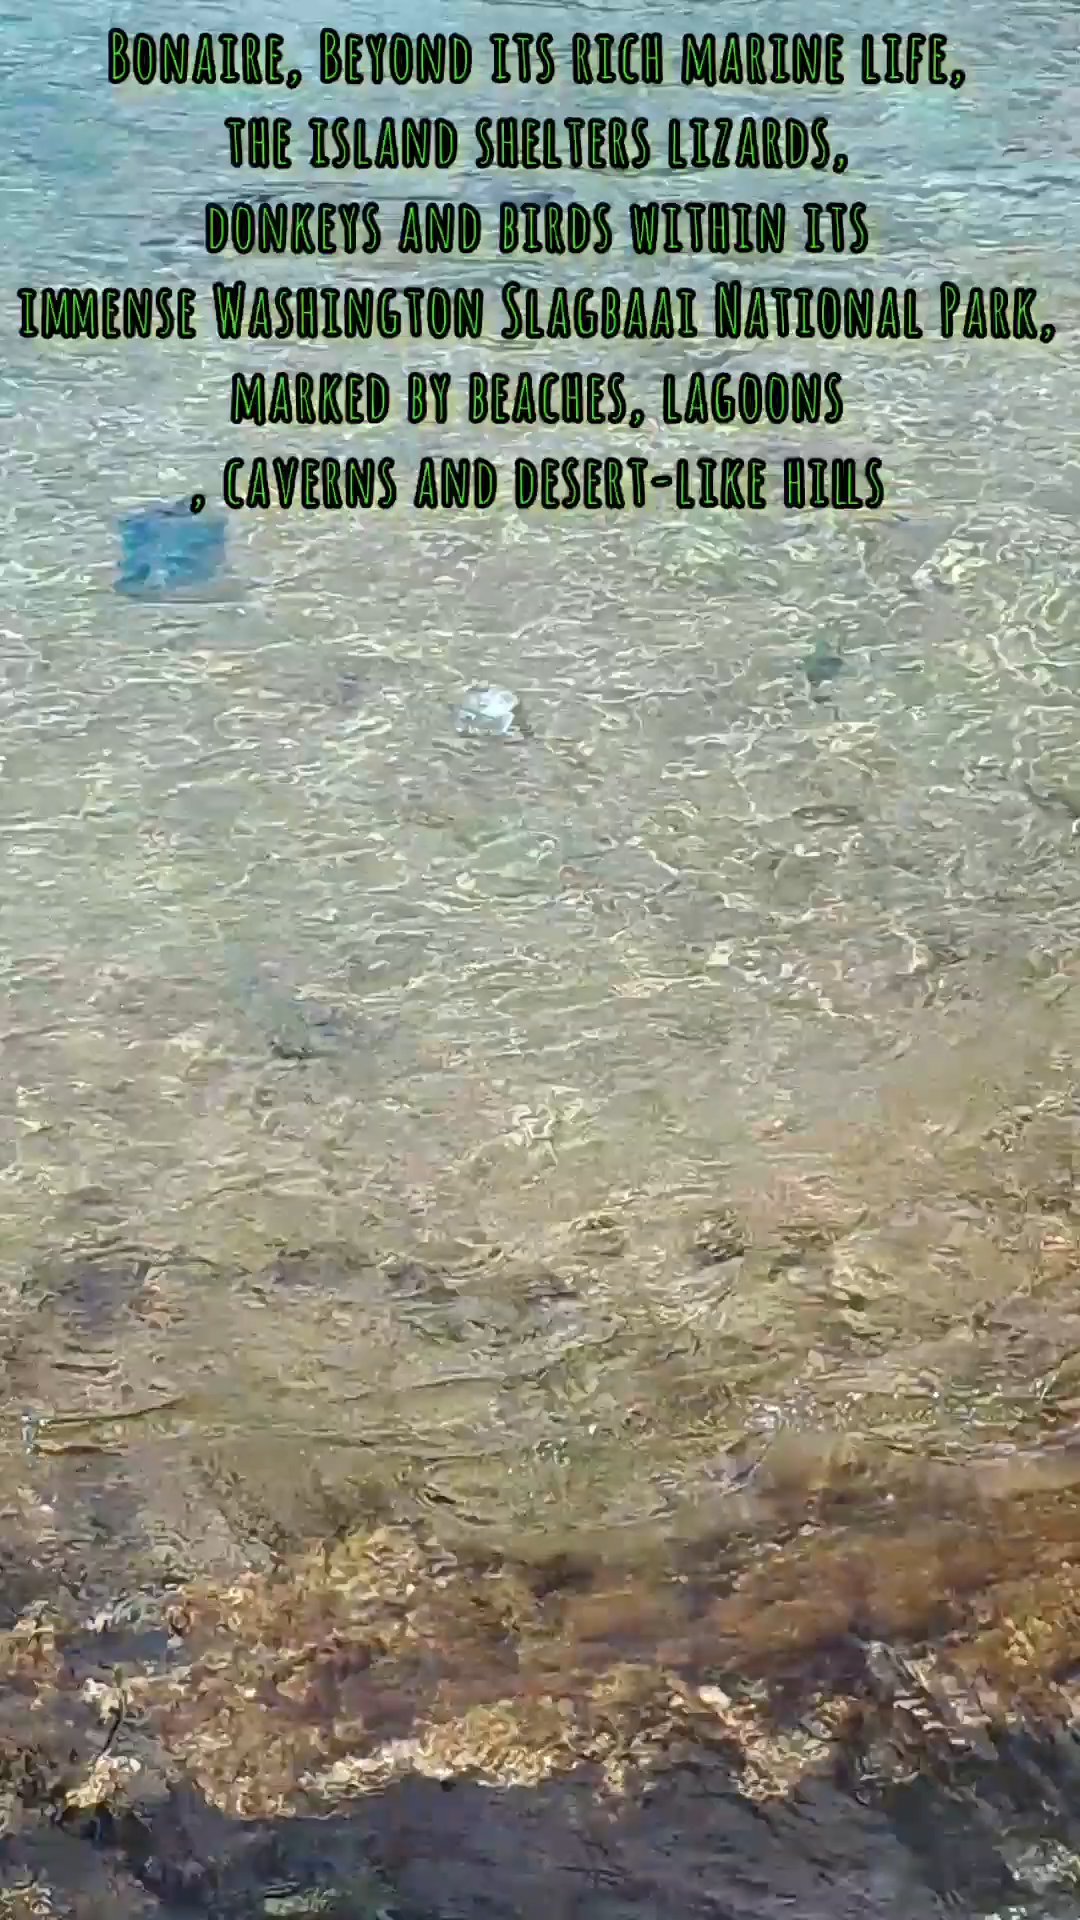 Bonaire, Beyond its rich marine life,
the island shelters lizards,
donkeys and birds within its
immense Washington Slagbaai National Park,
marked by beaches, lagoons
, caverns and desert-like hills